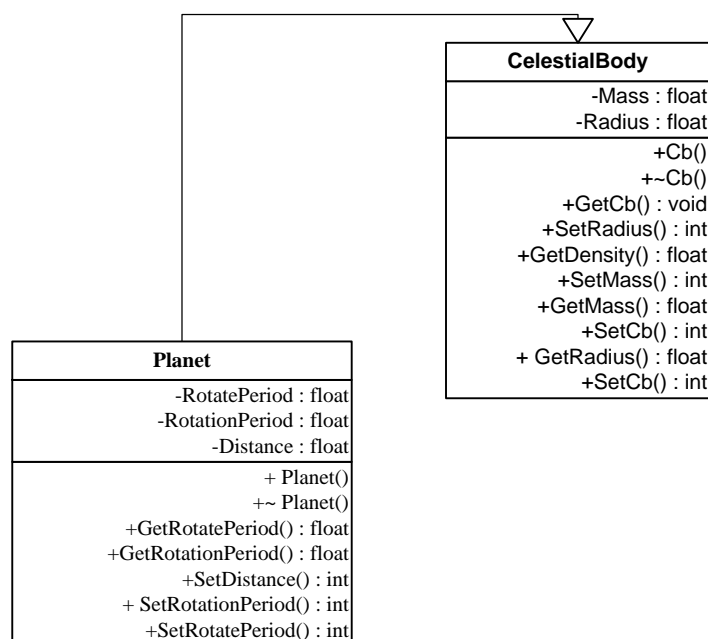 CelestialBody
-Mass : float
-Radius : float
+Cb()
+~Cb()
+GetCb() : void
+SetRadius() : int
+GetDensity() : float
+SetMass() : int
+GetMass() : float
+SetCb() : int
+ GetRadius() : float
+SetCb() : int
Planet
-RotatePeriod : float
-RotationPeriod : float
-Distance : float
+ Planet()
+~ Planet()
+GetRotatePeriod() : float
+GetRotationPeriod() : float
+SetDistance() : int
+ SetRotationPeriod() : int
+SetRotatePeriod() : int